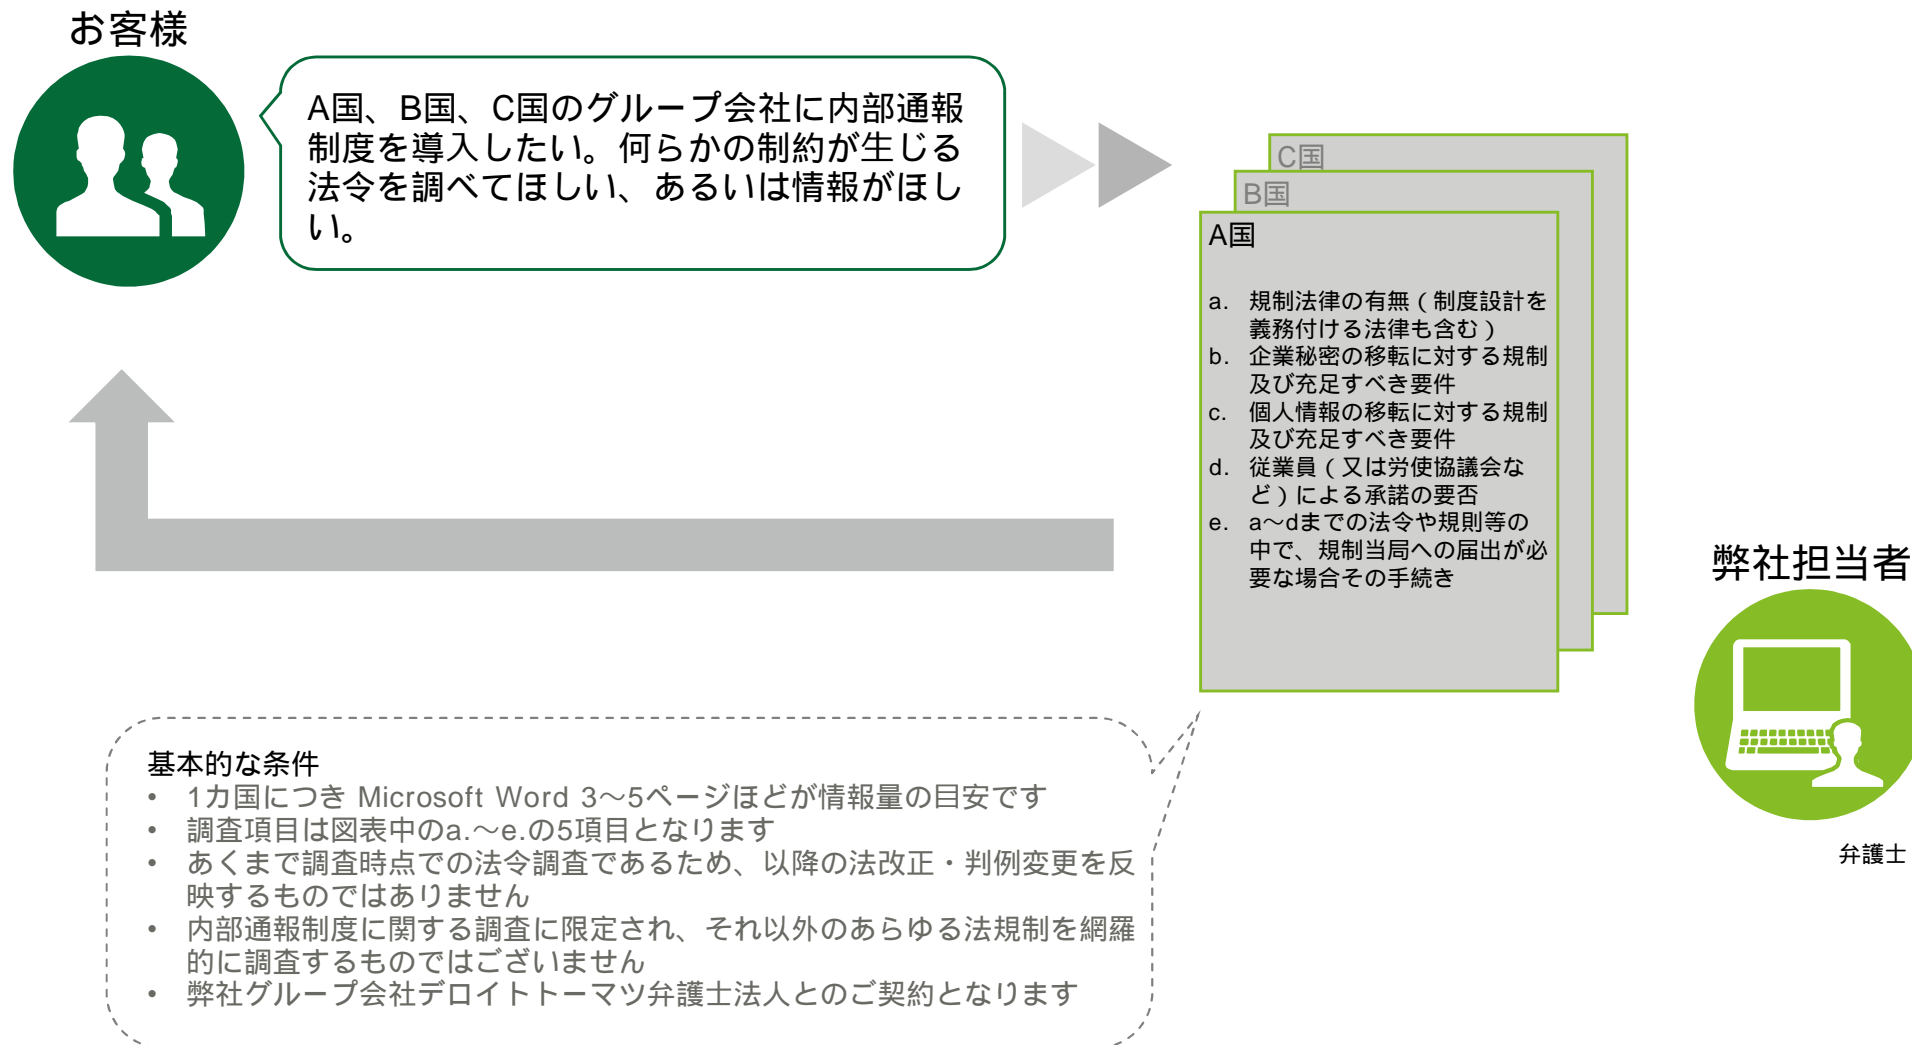 お客様
A国、B国、C国のグループ会社に内部通報
制度を導入したい。何らかの制約が生じる
法令を調べてほしい、あるいは情報がほし
い。
C国
B国
A国
a. 規制法律の有無（制度設計を
義務付ける法律も含む）
b. 企業秘密の移転に対する規制
及び充足すべき要件
c. 個人情報の移転に対する規制
及び充足すべき要件
d. 従業員（又は労使協議会な
ど）による承諾の要否
e. a～dまでの法令や規則等の
中で、規制当局への届出が必
要な場合その手続き
弊社担当者
弁護士
基本的な条件
• 1カ国につき Microsoft Word 3～5ページほどが情報量の目安です
• 調査項目は図表中のa.～e.の5項目となります
• あくまで調査時点での法令調査であるため、以降の法改正・判例変更を反
映するものではありません
• 内部通報制度に関する調査に限定され、それ以外のあらゆる法規制を網羅
的に調査するものではございません
• 弊社グループ会社デロイトトーマツ弁護士法人とのご契約となります